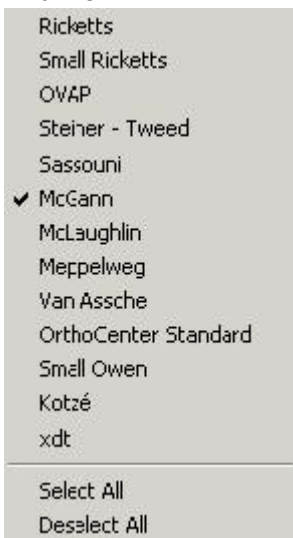 Ricketts
Small Ricketts
OVAP
Steiner - Tweed
Sassouni
McGann
McLaughlin
Meppelweg
Van Assche
OrthoCenter Standard
Small Owen
Kotzé
xdt
Select All
Deselect All